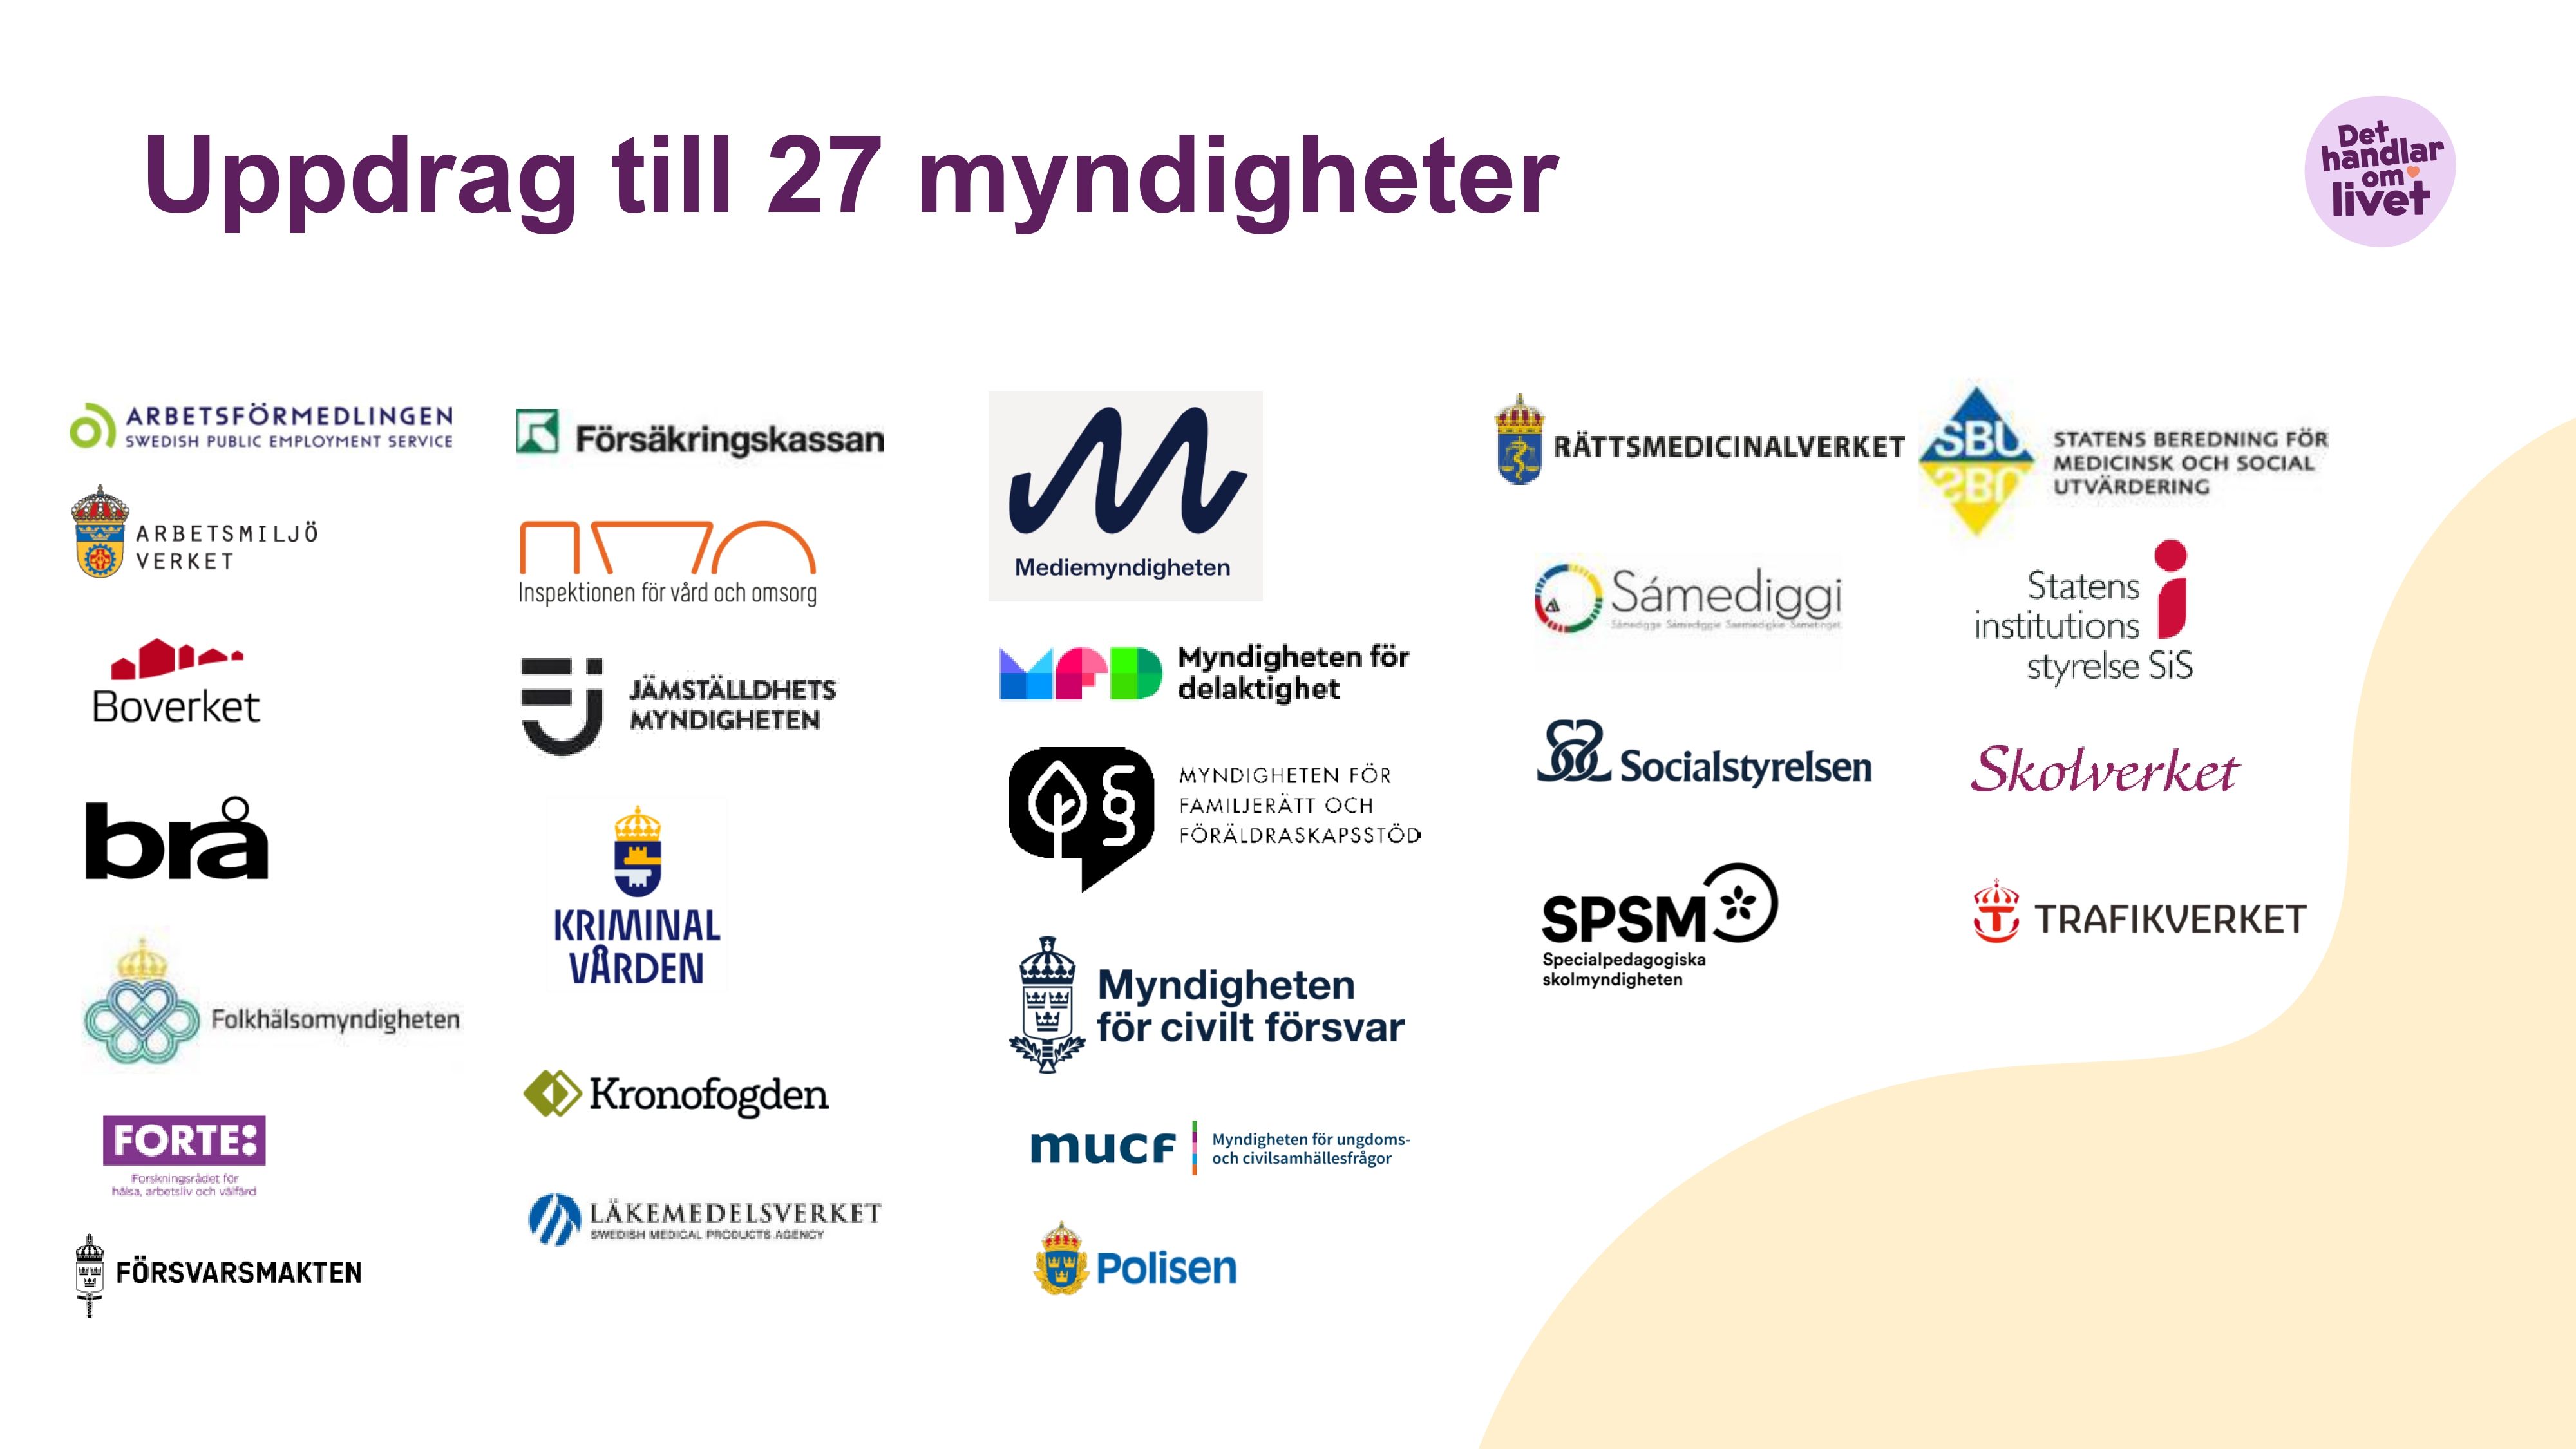 Uppdrag till 27 myndigheter
Det
handlar
om
livet
ARBETSFÖRMEDLINGEN
SWEDISH PUBLIC EMPLOYMENT SERVICE
ARBETSMILJÖ
VERKET
Boverket
brå
Folkhälsomyndigheten
FORTE:
Forskningsrådet för
hälsa, arbetsliv och välfärd
FÖRSVARSMAKTEN
Försäkringskassan
Inspektionen för vård och omsorg
JÄMSTÄLLDHETS
MYNDIGHETEN
KRIMINAL
VÅRDEN
Kronofogden
LÄKEMEDELSVERKET
SWEDISH MEDICAL PRODUCTS AGENCY
Mediemyndigheten
MFD
Myndigheten för
delaktighet
MYNDIGHETEN FÖR
FAMILJERÄTT OCH
FÖRÄLDRASKAPSSTÖD
Myndigheten
för civilt försvar
mucf
Myndigheten för ungdoms-
och civilsamhällesfrågor
Polisen
RÄTTSMEDICINALVERKET
Sámediggi
Socialstyrelsen
SPSM
Specialpedagogiska
skolmyndigheten
SBU
STATENS BEREDNING FÖR
MEDICINSK OCH SOCIAL
UTVÄRDERING
Statens
institutions
styrelse SiS
Skolverket
TRAFIKVERKET